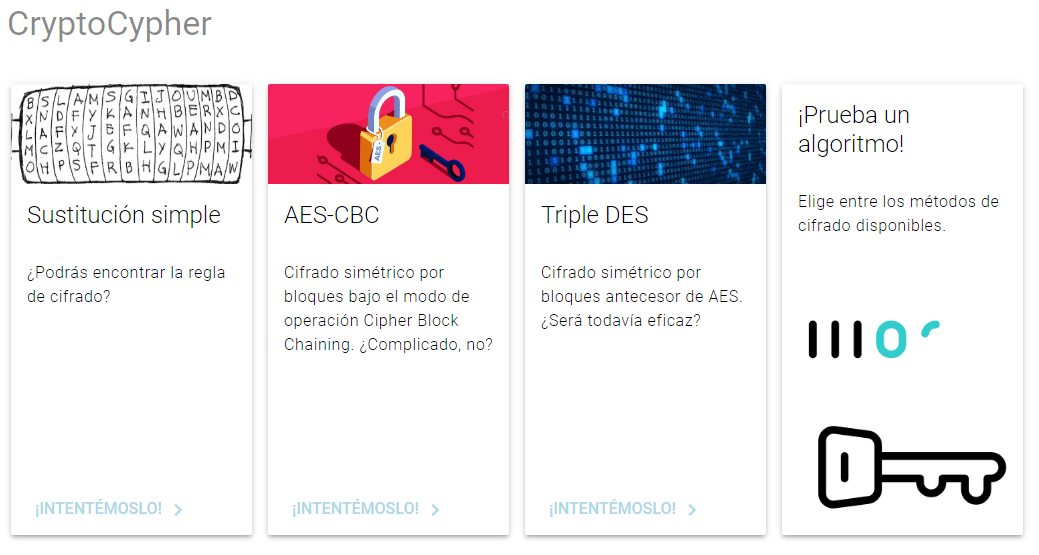 CryptoCypher
Sustitución simple
¿Podrás encontrar la regla
de cifrado?
¡INTENTÉMOSLO!
AES
AES-CBC
Cifrado simétrico por
bloques bajo el modo de
operación Cipher Block
Chaining. ¿Complicado, no?
¡INTENTÉMOSLO!
Triple DES
Cifrado simétrico por
bloques antecesor de AES.
¿Será todavía eficaz?
¡INTENTÉMOSLO!
¡Prueba un
algoritmo!
Elige entre los métodos de
cifrado disponibles.